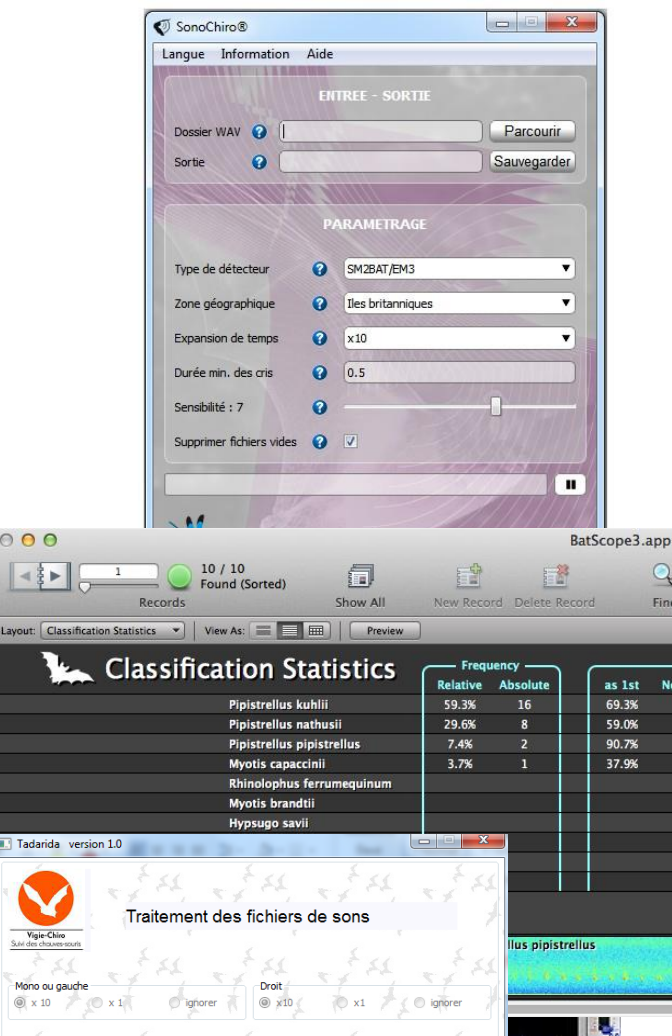 SonoChiro®
Langue Information Aide
ENTREE - SORTIE
Dossier WAV ? Parcourir
Sortie ? Sauvegarder
PARAMETRAGE
Type de détecteur ? SM2BAT/EM3
Zone géographique ? Iles britanniques
Expansion de temps ? x10
Durée min. des cris ? 0.5
Sensibilité : 7 ?
Supprimer fichiers vides ?
BatScope3.app
1
10 / 10
Found (Sorted)
Records Show All New Record Delete Record
Layout: Classification Statistics View As: Preview
Classification Statistics
Frequency
Relative Absolute as 1st
Pipistrellus kuhlii 59.3% 16 69.3%
Pipistrellus nathusii 29.6% 8 59.0%
Pipistrellus pipistrellus 7.4% 2 90.7%
Myotis capaccinii 3.7% 1 37.9%
Rhinolophus ferrumequinum
Myotis brandtii
Hypsugo savii
Tadarida version 1.0
Traitement des fichiers de sons
Vigie-Chiro
Suivi des chauves-souris
llus pipistrellus
Mono ou gauche Droit
x 10 x 1 ignorer x10 x1 ignorer